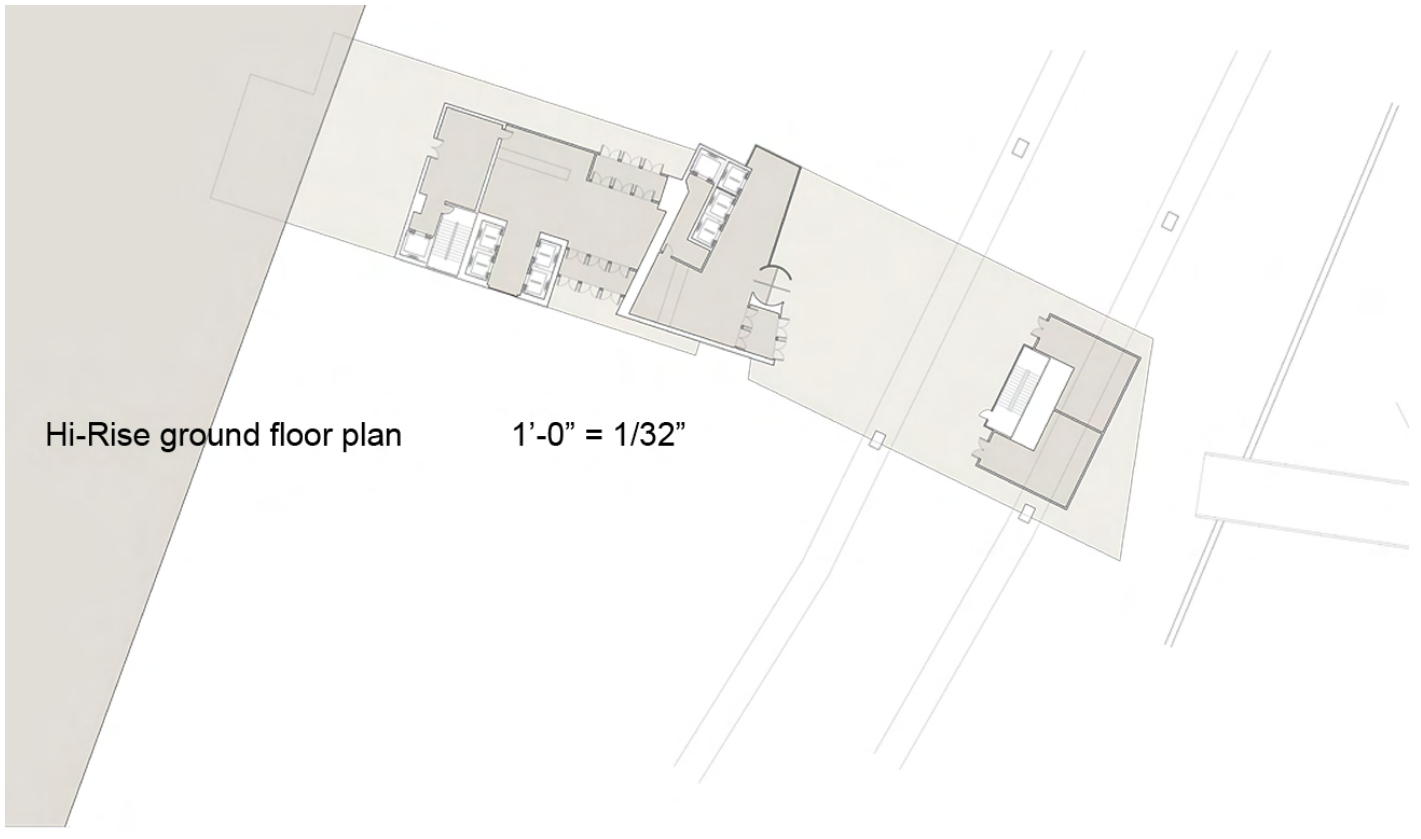 Hi-Rise ground floor plan 1’-0” = 1/32”